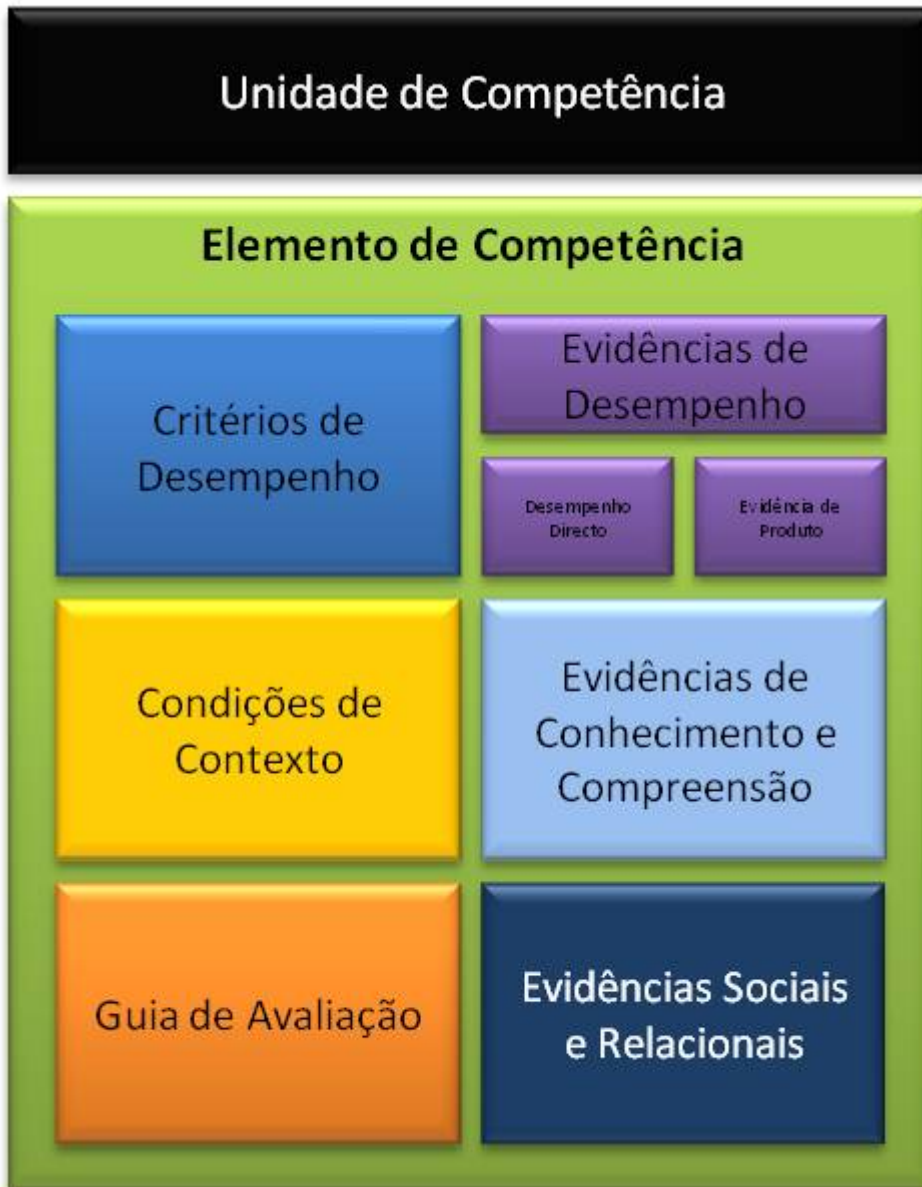 Unidade de Competência
Elemento de Competência
Critérios de
Desempenho
Evidências de
Desempenho
Desempenho
Directo
Evidência de
Produto
Condições de
Contexto
Evidências de
Conhecimento e
Compreensão
Guia de Avaliação
Evidências Sociais
e Relacionais